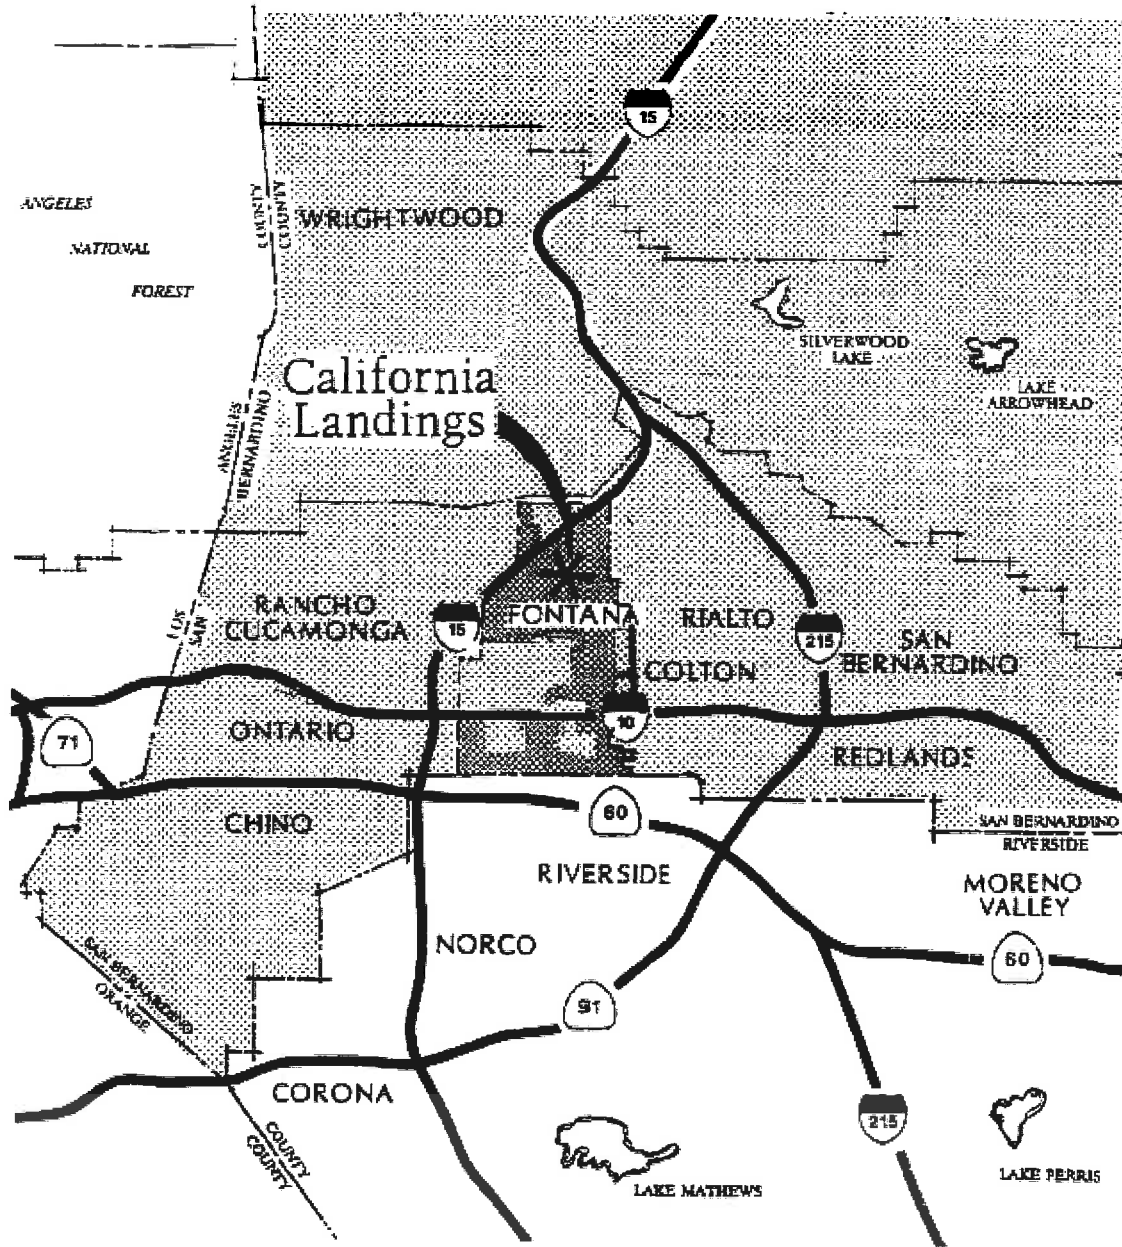 15
ANGELES
NATIONAL
FOREST
COUNTY
COUNTY
WRIGHTWOOD
SILVERWOOD
LAKE
LAKE
ARROWHEAD
California
Landings
LOS ANGELES
SAN BERNARDINO
RANCHO
CUCAMONGA
15
FONTANA
RIALTO
215
SAN
BERNARDINO
COLTON
71
ONTARIO
10
REDLANDS
CHINO
60
SAN BERNARDINO
RIVERSIDE
RIVERSIDE
MORENO
VALLEY
NORCO
60
SAN BERNARDINO
ORANGE
91
CORONA
215
COUNTY
COUNTY
LAKE MATHEWS
LAKE PERRIS